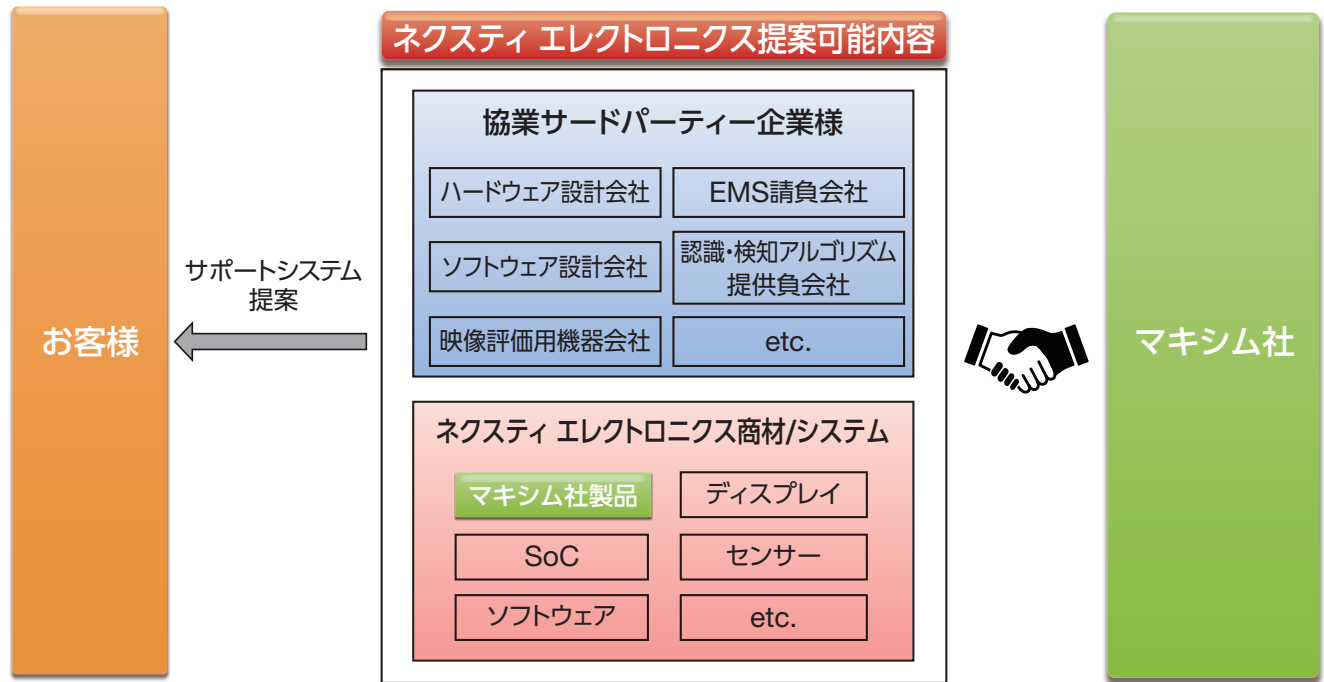 ネクスティ エレクトロニクス提案可能内容
お客様
サポートシステム
提案
協業サードパーティー企業様
ハードウェア設計会社
EMS請負会社
ソフトウェア設計会社
認識・検知アルゴリズム
提供負会社
映像評価用機器会社
etc.
ネクスティ エレクトロニクス商材/システム
マキシム社製品
ディスプレイ
SoC
センサー
ソフトウェア
etc.
マキシム社